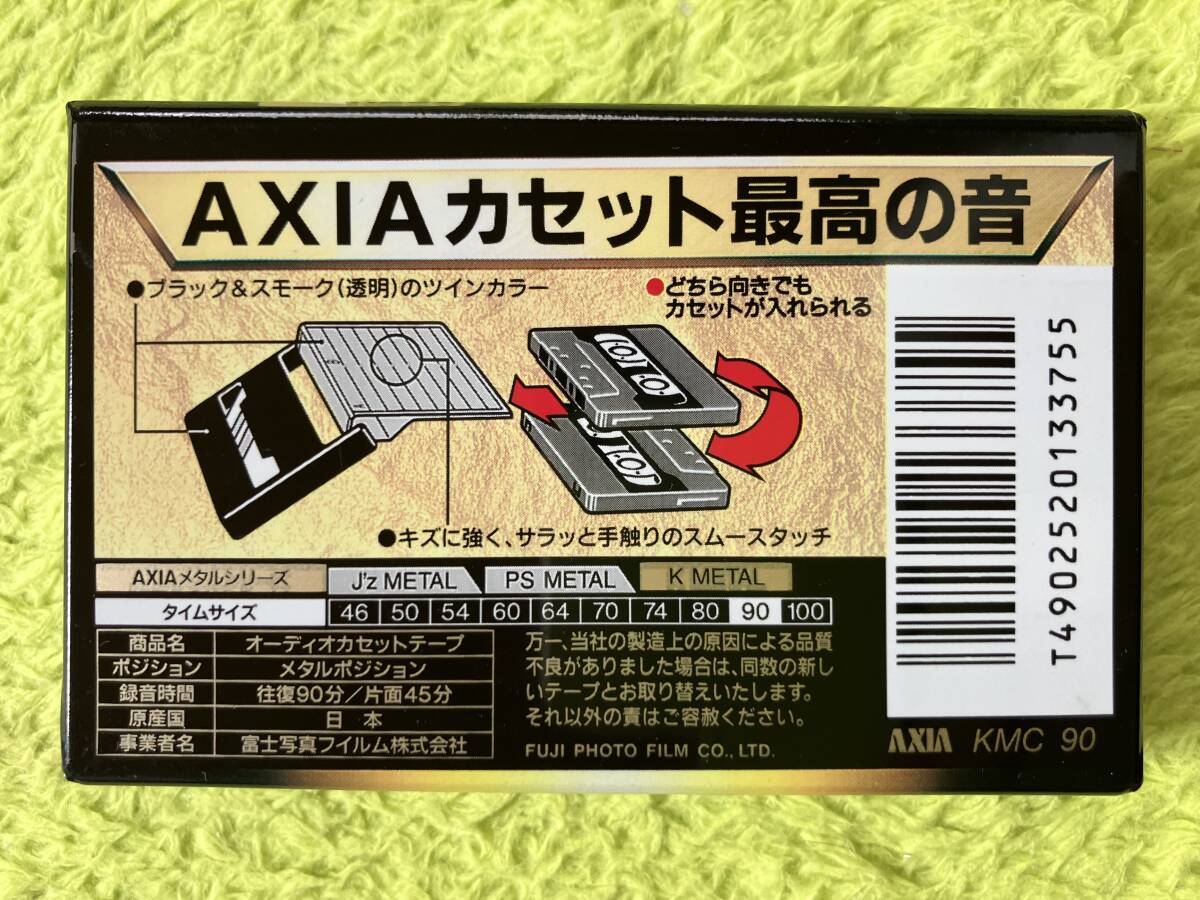 AXIAカセット最高の音
●ブラック&スモーク(透明)のツインカラー
●どちら向きでも
カセットが入れられる
●キズに強く、サラッと手触りのスムースタッチ
T4902520133755
AXIAメタルシリーズ J'z METAL PS METAL K METAL
タイムサイズ 46 50 54 60 64 70 74 80 90 100
商品名 オーディオカセットテープ
ポジション メタルポジション
録音時間 往復90分/片面45分
原産国 日本
事業者名 富士写真フイルム株式会社
万一、当社の製造上の原因による品質
不良がありました場合は、同数の新し
いテープとお取り替えいたします。
それ以外の責はご容赦ください。
FUJI PHOTO FILM CO., LTD.
AXIA KMC 90